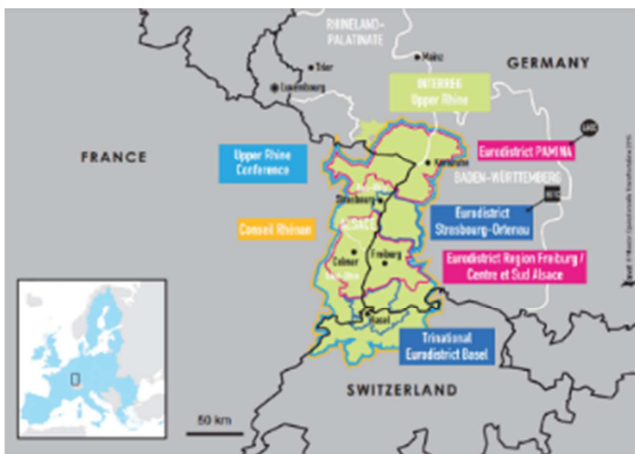 RHINELAND-
PALATINATE
Mainz
GERMANY
Trier
Luxembourg
INTERREG
Upper Rhine
FRANCE
Upper Rhine
Conference
Eurodistrict PAMINA
Karlsruhe
BADEN-WÜRTTEMBERG
Strasbourg
Eurodistrict
Strasbourg-Ortenau
Conseil Rhénan
ALSACE
Colmar
Freiburg
Eurodistrict Region Freiburg /
Centre et Sud Alsace
Basel
Trinational
Eurodistrict Basel
SWITZERLAND
50 km